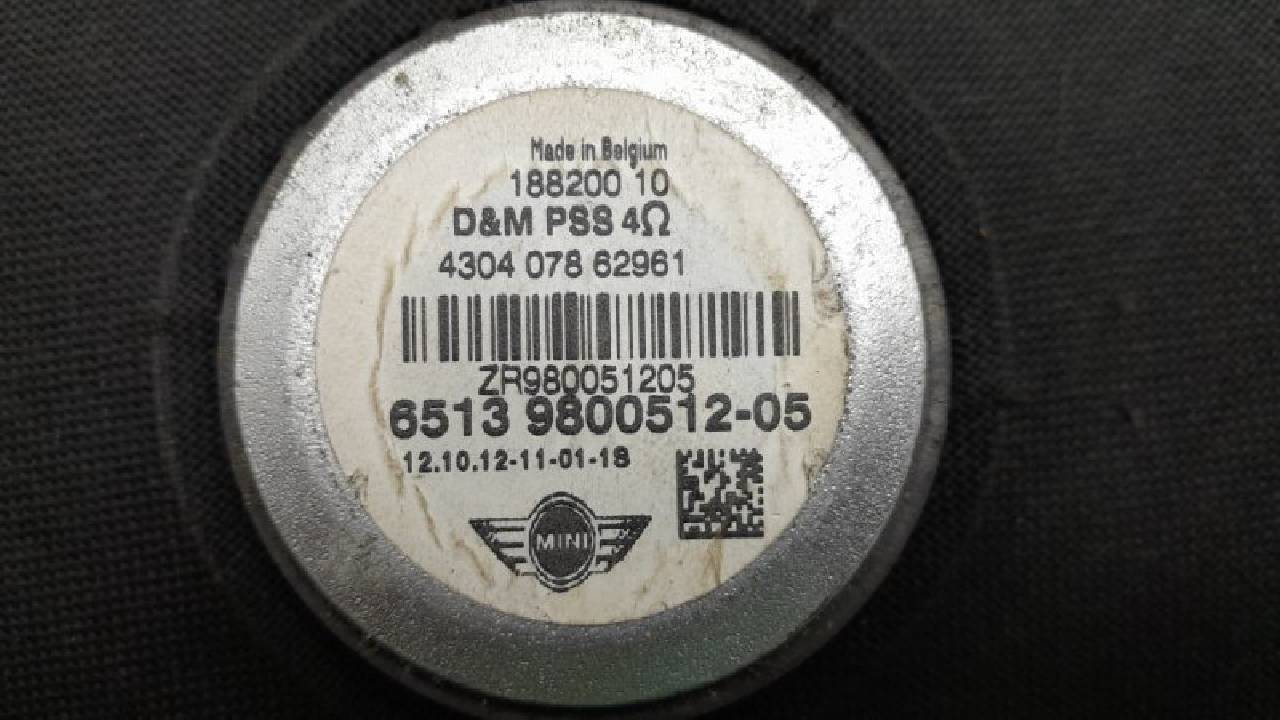 Made in Belgium
188200 10
D&M PSS 4Ω
4304 078 62961
ZR980051205
6513 9800512-05
12.10.12-11-01-18
MINI